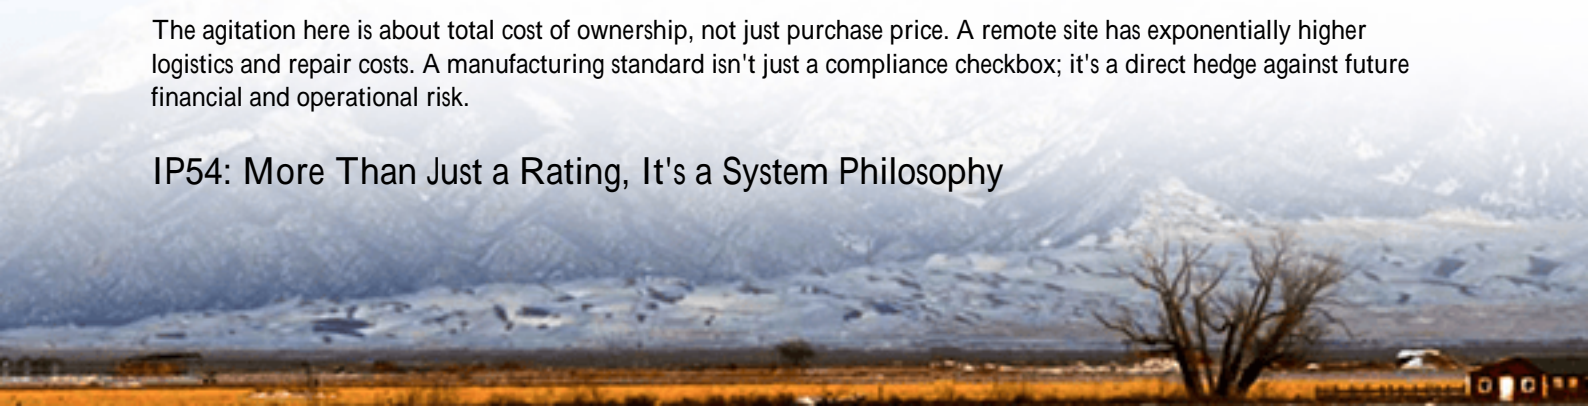 The agitation here is about total cost of ownership, not just purchase price. A remote site has exponentially higher
logistics and repair costs. A manufacturing standard isn't just a compliance checkbox; it's a direct hedge against future
financial and operational risk.
IP54: More Than Just a Rating, It's a System Philosophy